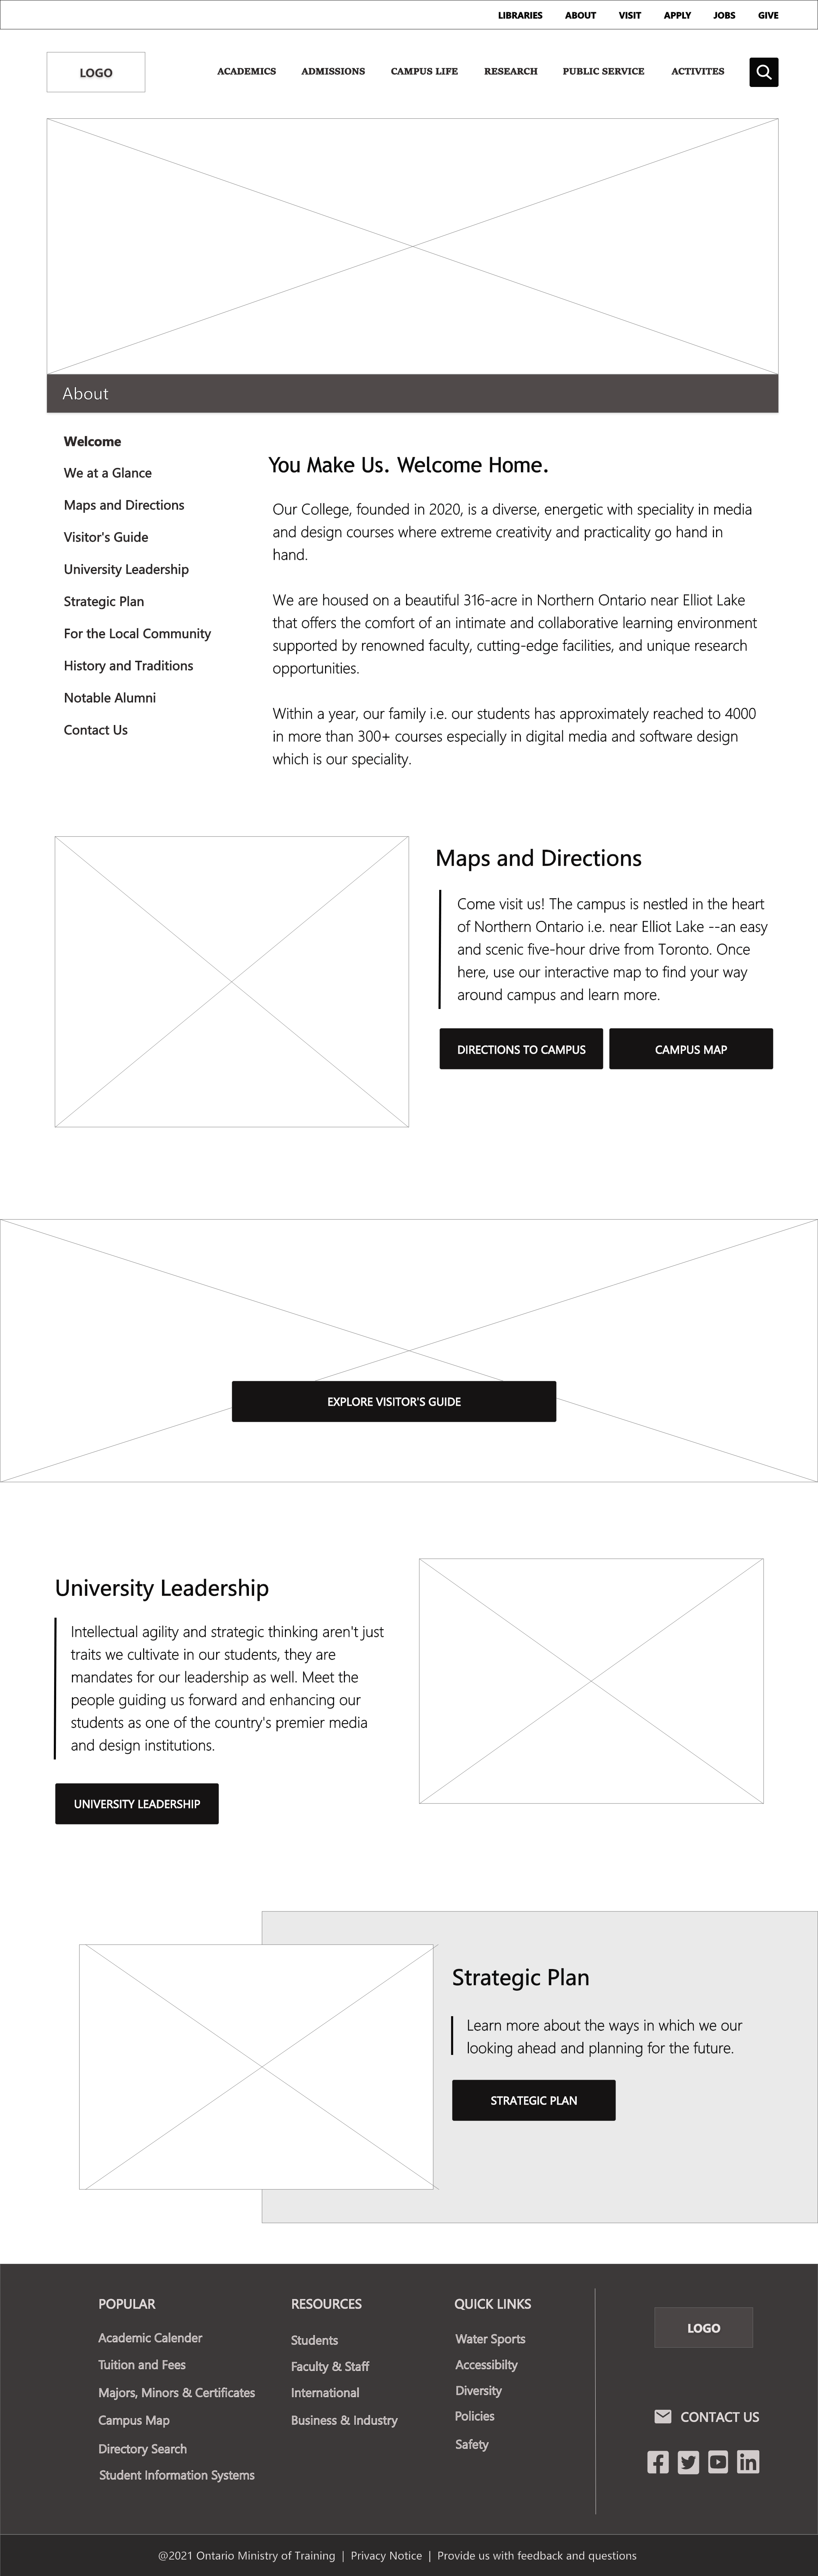 LIBRARIES ABOUT VISIT APPLY JOBS GIVE
LOGO
ACADEMICS ADMISSIONS CAMPUS LIFE RESEARCH PUBLIC SERVICE ACTIVITES
About
Welcome
We at a Glance
Maps and Directions
Visitor's Guide
University Leadership
Strategic Plan
For the Local Community
History and Traditions
Notable Alumni
Contact Us
You Make Us. Welcome Home.
Our College, founded in 2020, is a diverse, energetic with speciality in media
and design courses where extreme creativity and practicality go hand in
hand.
We are housed on a beautiful 316-acre in Northern Ontario near Elliot Lake
that offers the comfort of an intimate and collaborative learning environment
supported by renowned faculty, cutting-edge facilities, and unique research
opportunities.
Within a year, our family i.e. our students has approximately reached to 4000
in more than 300+ courses especially in digital media and software design
which is our speciality.
Maps and Directions
Come visit us! The campus is nestled in the heart
of Northern Ontario i.e. near Elliot Lake --an easy
and scenic five-hour drive from Toronto. Once
here, use our interactive map to find your way
around campus and learn more.
DIRECTIONS TO CAMPUS
CAMPUS MAP
EXPLORE VISITOR'S GUIDE
University Leadership
Intellectual agility and strategic thinking aren't just
traits we cultivate in our students, they are
mandates for our leadership as well. Meet the
people guiding us forward and enhancing our
students as one of the country's premier media
and design institutions.
UNIVERSITY LEADERSHIP
Strategic Plan
Learn more about the ways in which we our
looking ahead and planning for the future.
STRATEGIC PLAN
POPULAR
Academic Calender
Tuition and Fees
Majors, Minors & Certificates
Campus Map
Directory Search
Student Information Systems
RESOURCES
Students
Faculty & Staff
International
Business & Industry
QUICK LINKS
Water Sports
Accessibilty
Diversity
Policies
Safety
LOGO
CONTACT US
@2021 Ontario Ministry of Training | Privacy Notice | Provide us with feedback and questions